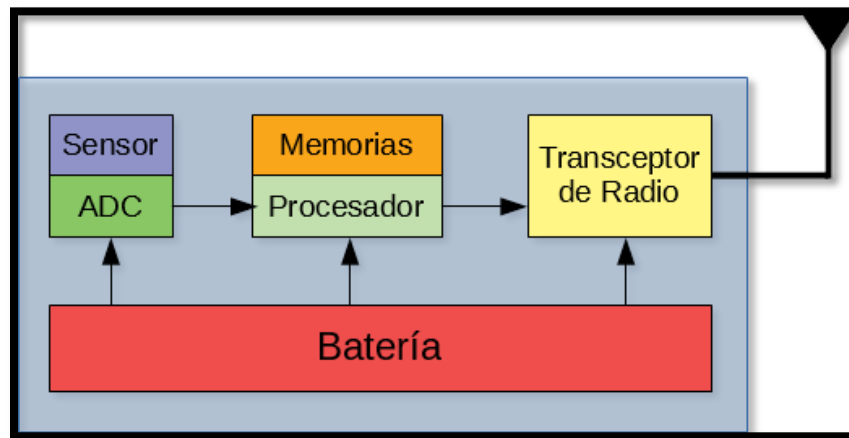 Sensor
ADC
Memorias
Procesador
Transceptor
de Radio
Batería